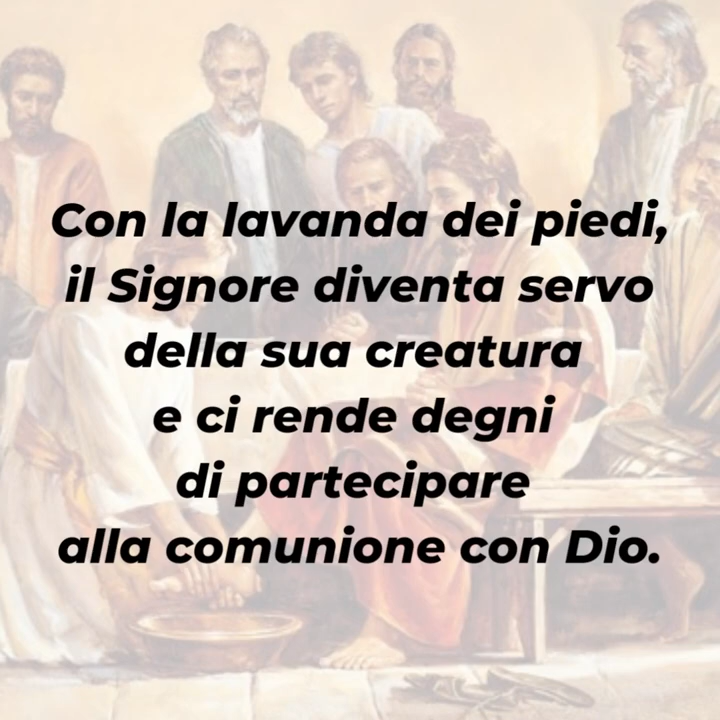 Con la lavanda dei piedi,
il Signore diventa servo
della sua creatura
e ci rende degni
di partecipare
alla comunione con Dio.